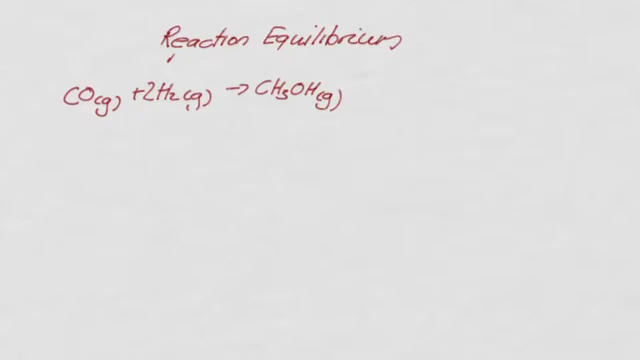 Reaction Equilibrium
CO(g) + 2H₂(g) → CH₃OH(g)